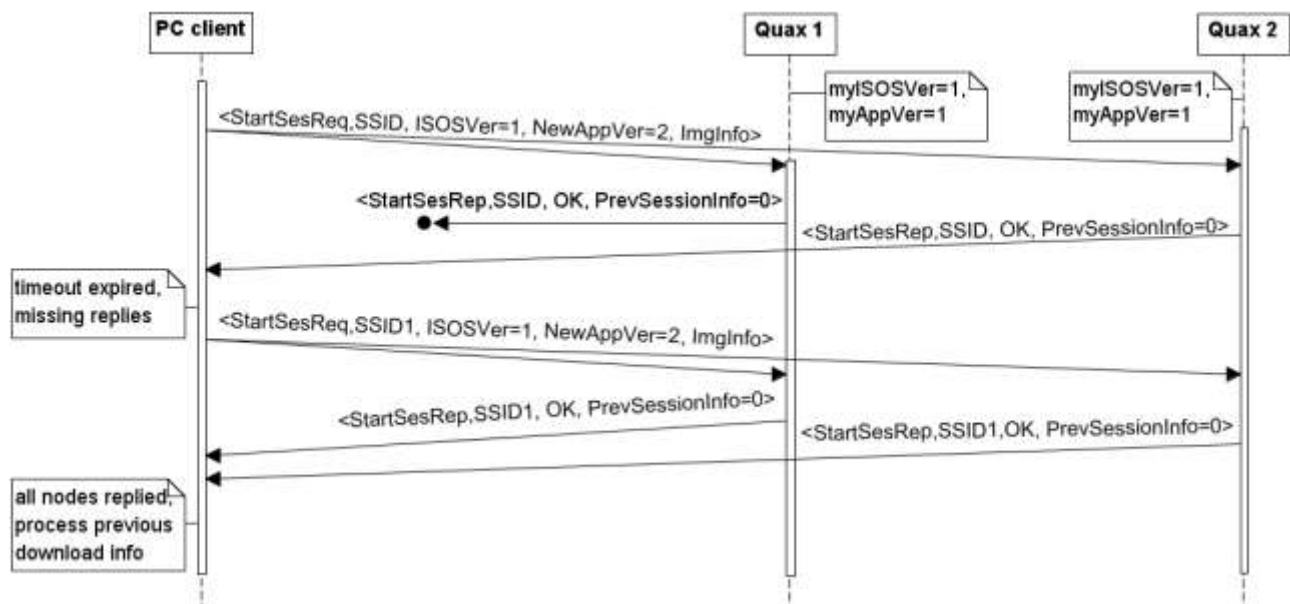 PC client
Quax 1
Quax 2
myISOSVer=1,
myAppVer=1
myISOSVer=1,
myAppVer=1
<StartSesReq,SSID, ISOSVer=1, NewAppVer=2, ImgInfo>
<StartSesRep,SSID, OK, PrevSessionInfo=0>
<StartSesRep,SSID, OK, PrevSessionInfo=0>
timeout expired,
missing replies
<StartSesReq,SSID1, ISOSVer=1, NewAppVer=2, ImgInfo>
<StartSesRep,SSID1, OK, PrevSessionInfo=0>
<StartSesRep,SSID1,OK, PrevSessionInfo=0>
all nodes replied,
process previous
download info